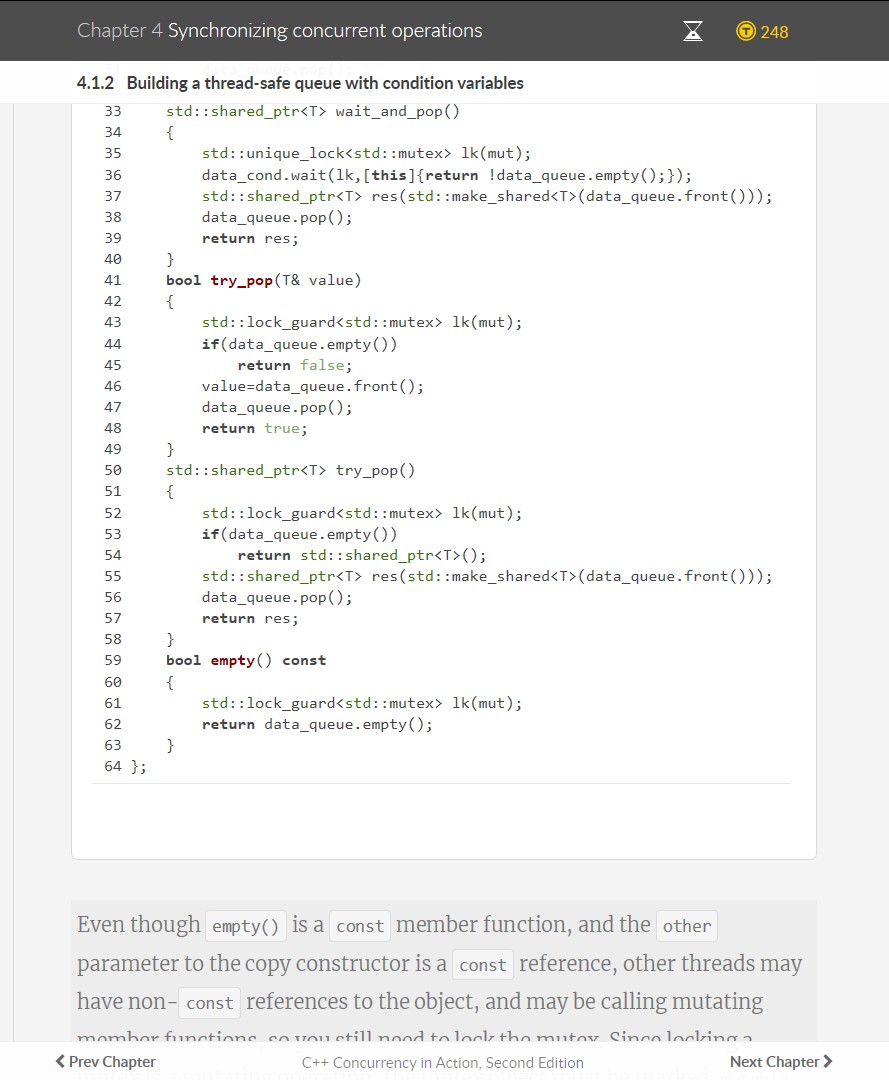 Chapter 4 Synchronizing concurrent operations
248
4.1.2 Building a thread-safe queue with condition variables
33     std::shared_ptr<T> wait_and_pop()
34     {
35         std::unique_lock<std::mutex> lk(mut);
36         data_cond.wait(lk,[this]{return !data_queue.empty();});
37         std::shared_ptr<T> res(std::make_shared<T>(data_queue.front()));
38         data_queue.pop();
39         return res;
40     }
41     bool try_pop(T& value)
42     {
43         std::lock_guard<std::mutex> lk(mut);
44         if(data_queue.empty())
45             return false;
46         value=data_queue.front();
47         data_queue.pop();
48         return true;
49     }
50     std::shared_ptr<T> try_pop()
51     {
52         std::lock_guard<std::mutex> lk(mut);
53         if(data_queue.empty())
54             return std::shared_ptr<T>();
55         std::shared_ptr<T> res(std::make_shared<T>(data_queue.front()));
56         data_queue.pop();
57         return res;
58     }
59     bool empty() const
60     {
61         std::lock_guard<std::mutex> lk(mut);
62         return data_queue.empty();
63     }
64 };
Even though empty() is a const member function, and the other
parameter to the copy constructor is a const reference, other threads may
have non-const references to the object, and may be calling mutating
member functions, so you still need to lock the mutex. Since locking a
Prev Chapter
C++ Concurrency in Action, Second Edition
Next Chapter